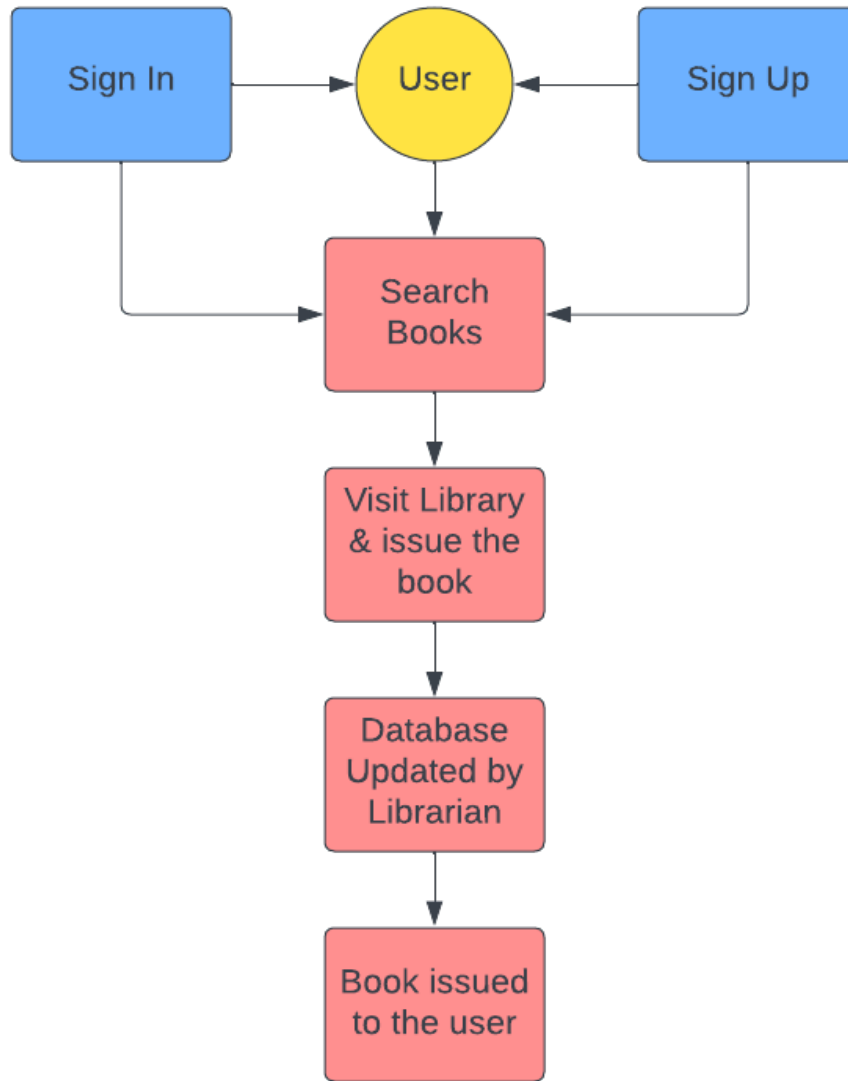 Sign In
User
Sign Up
Search
Books
Visit Library
& issue the
book
Database
Updated by
Librarian
Book issued
to the user